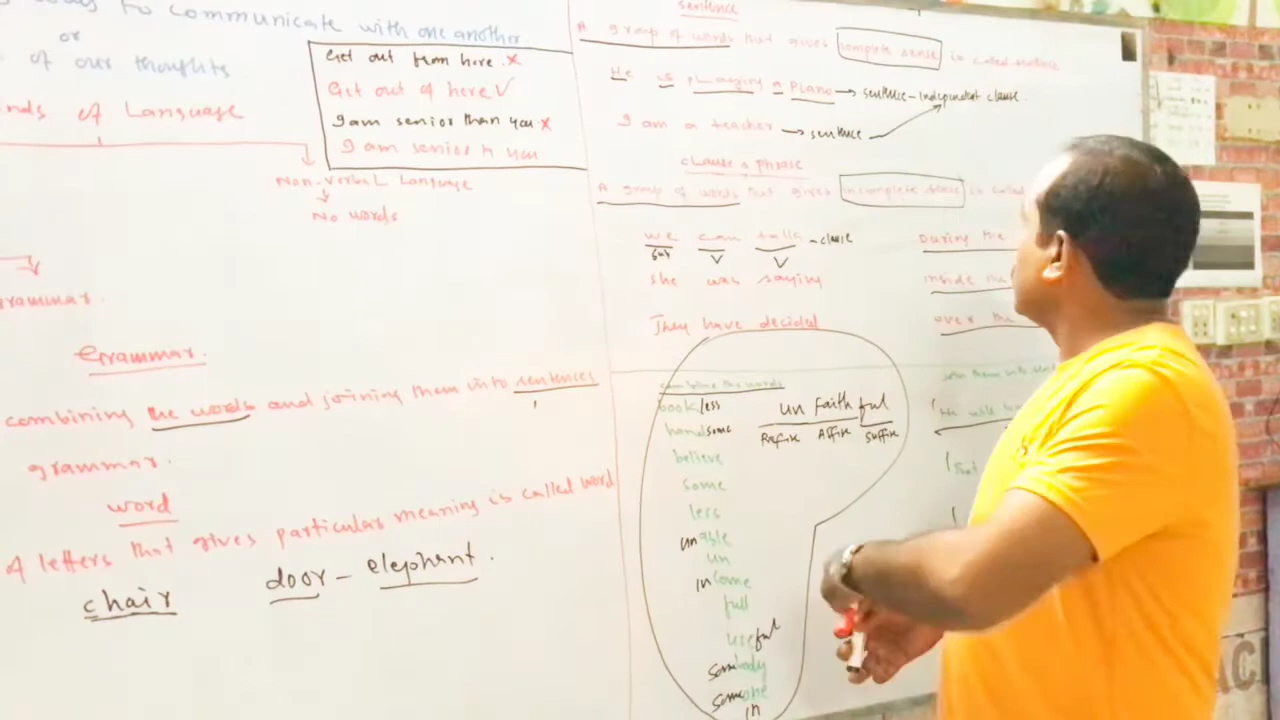 to communicate with one another.
or
of our thoughts
of Language
Non-Verbal Language
No words
Get out from here. x
Get out of here ✓
I am senior than you x
I am senior you
grammar.
Grammar.
combining the words and joining them into sentences
grammar.
word
letters that gives particular meaning is called word
chair door - elephant.
sentence
A group of words that gives complete sense is called
He is playing a piano → sentence - independent clause.
I am a teacher → sentence
clause & phrase
A group of words that gives incomplete sense is called
we can talk - clause
V V
she was saying
They have decided
During the
inside the
over the
combine the words
book/less
handsome
believe
some
less
unable
un
income
full
useful
somebody
someone
in
un faith ful
Affix Suffix